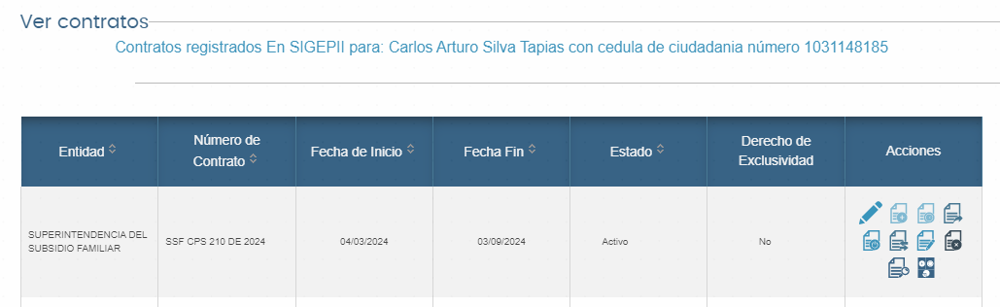 Ver contratos
Contratos registrados En SIGEPII para: Carlos Arturo Silva Tapias con cedula de ciudadania número 1031148185
Entidad
Número de
Contrato
Fecha de Inicio
Fecha Fin
Estado
Derecho de
Exclusividad
Acciones
SUPERINTENDENCIA DEL
SUBSIDIO FAMILIAR
SSF CPS 210 DE 2024
04/03/2024
03/09/2024
Activo
No